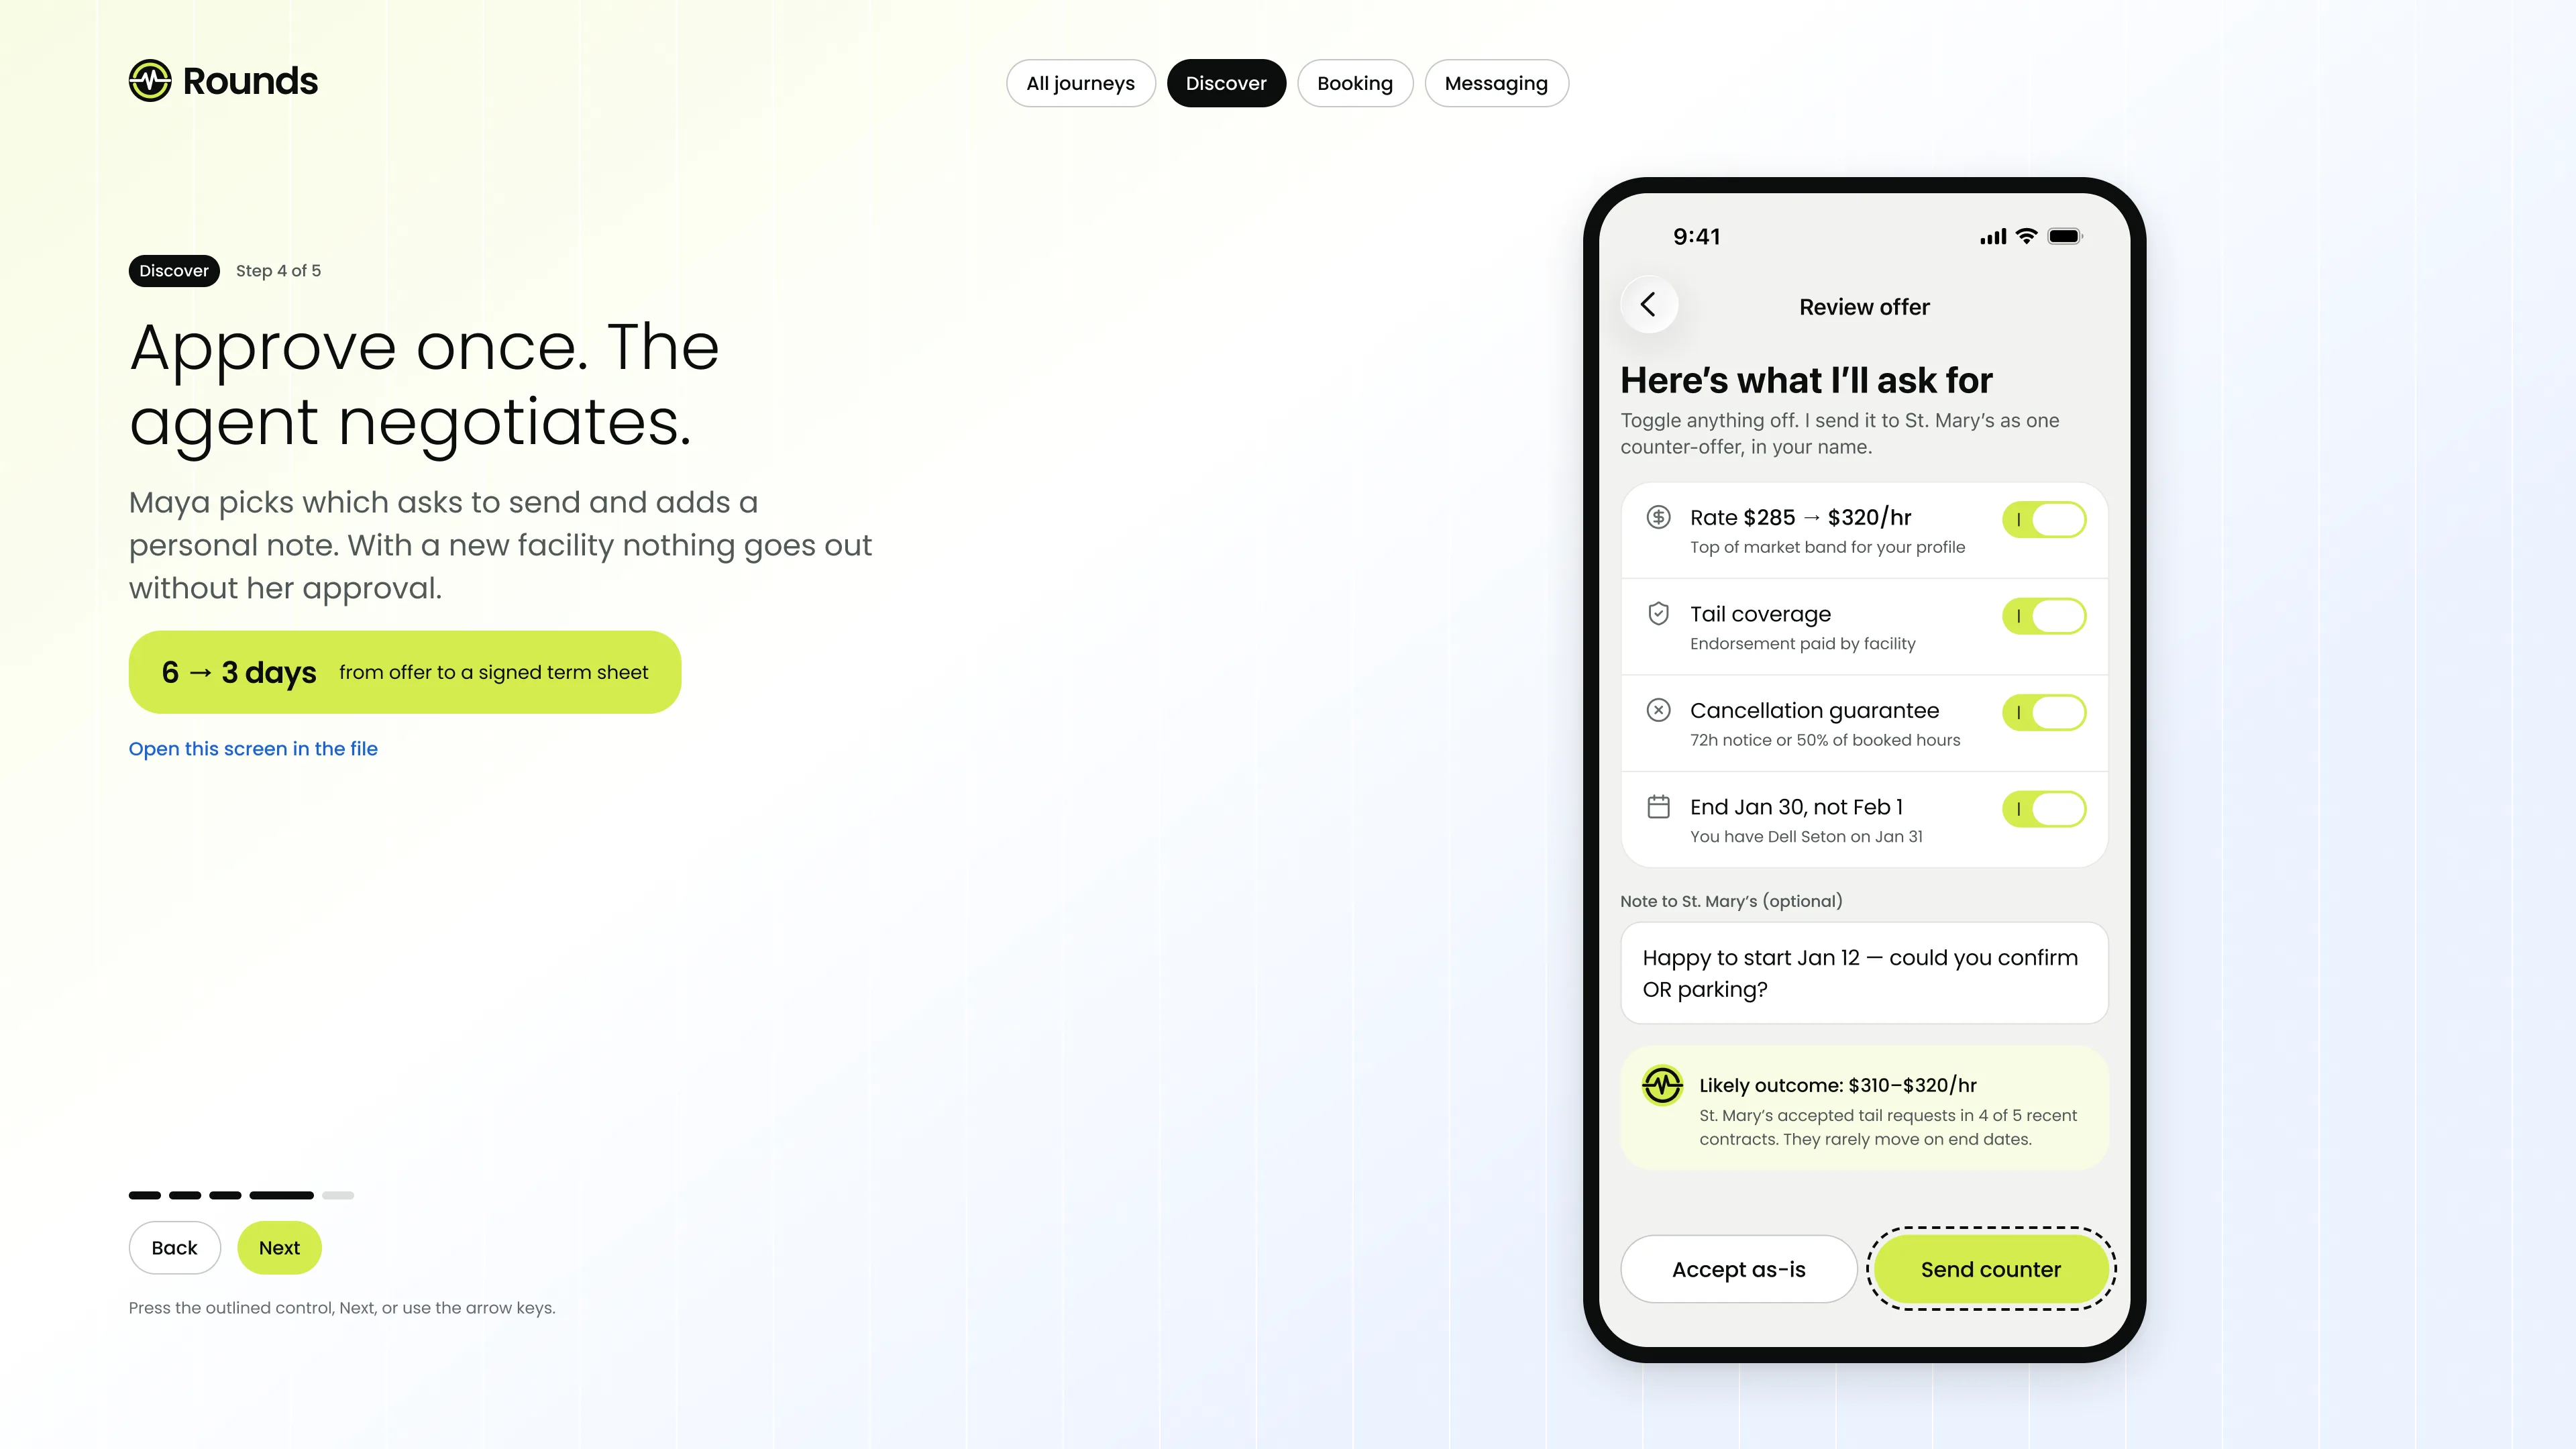 Rounds
All journeys
Discover
Booking
Messaging
Discover
Step 4 of 5
Approve once. The
agent negotiates.
Maya picks which asks to send and adds a
personal note. With a new facility nothing goes out
without her approval.
6 → 3 days from offer to a signed term sheet
Open this screen in the file
Back
Next
Press the outlined control, Next, or use the arrow keys.
9:41
Review offer
Here’s what I’ll ask for
Toggle anything off. I send it to St. Mary’s as one
counter-offer, in your name.
Rate $285 → $320/hr
Top of market band for your profile
Tail coverage
Endorsement paid by facility
Cancellation guarantee
72h notice or 50% of booked hours
End Jan 30, not Feb 1
You have Dell Seton on Jan 31
Note to St. Mary’s (optional)
Happy to start Jan 12 — could you confirm
OR parking?
Likely outcome: $310–$320/hr
St. Mary’s accepted tail requests in 4 of 5 recent
contracts. They rarely move on end dates.
Accept as-is
Send counter